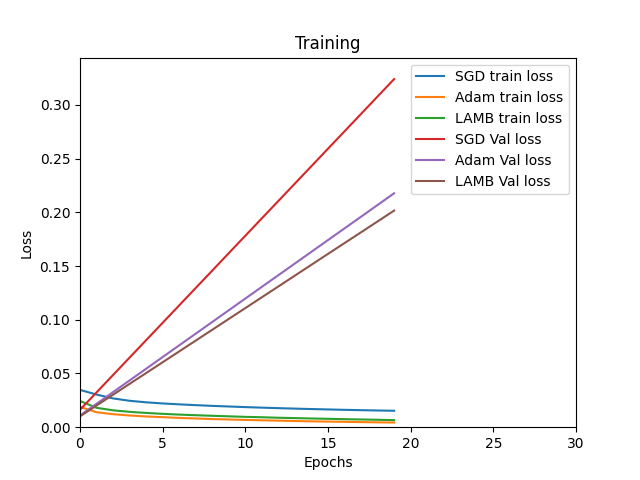 Training
SGD train loss
Adam train loss
LAMB train loss
SGD Val loss
Adam Val loss
LAMB Val loss
0.30
0.25
0.20
0.15
0.10
0.05
0.00
Loss
0 5 10 15 20 25 30
Epochs